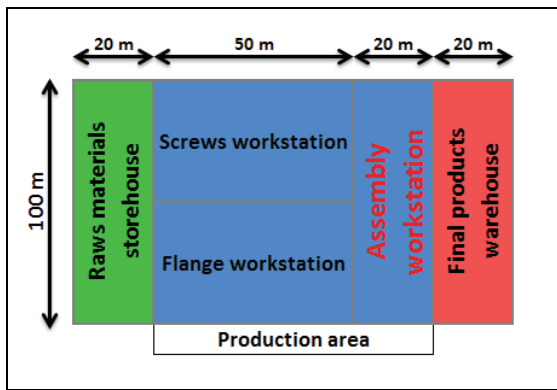 20 m 50 m 20 m 20 m
100 m
Raws materials
storehouse
Screws workstation
Flange workstation
Assembly
workstation
Final products
warehouse
Production area